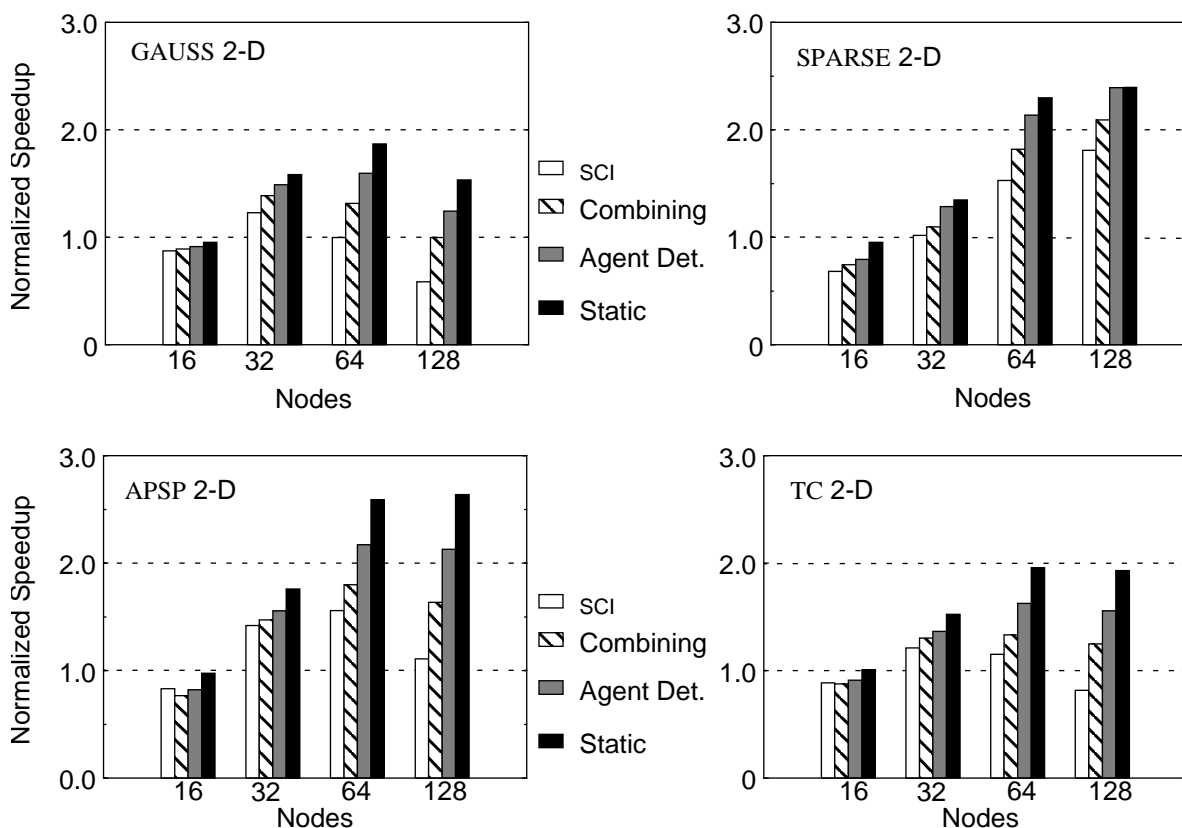 GAUSS 2-D
Normalized Speedup
3.0
2.0
1.0
0
16 32 64 128
Nodes
SCI
Combining
Agent Det.
Static
SPARSE 2-D
3.0
2.0
1.0
0
16 32 64 128
Nodes
APSP 2-D
Normalized Speedup
3.0
2.0
1.0
0.0
16 32 64 128
Nodes
SCI
Combining
Agent Det.
Static
TC 2-D
3.0
2.0
1.0
0.0
16 32 64 128
Nodes